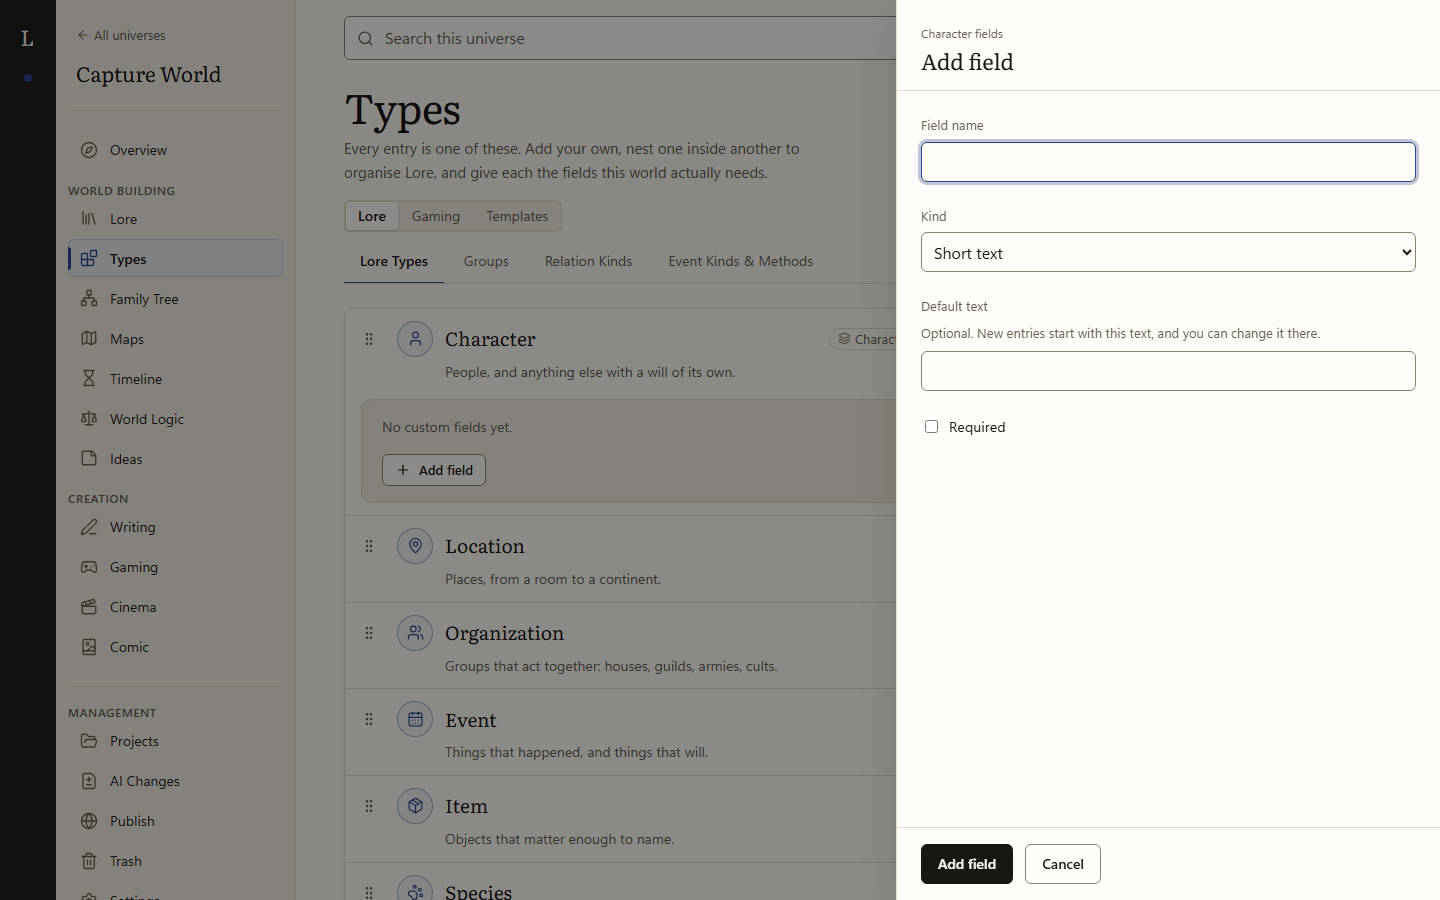 L
All universes
Capture World
Overview
WORLD BUILDING
Lore
Types
Family Tree
Maps
Timeline
World Logic
Ideas
CREATION
Writing
Gaming
Cinema
Comic
MANAGEMENT
Projects
AI Changes
Publish
Trash
Settings
Search this universe
Types
Every entry is one of these. Add your own, nest one inside another to
organise Lore, and give each the fields this world actually needs.
Lore Gaming Templates
Lore Types Groups Relation Kinds Event Kinds & Methods
Character
People, and anything else with a will of its own.
No custom fields yet.
Add field
Location
Places, from a room to a continent.
Organization
Groups that act together: houses, guilds, armies, cults.
Event
Things that happened, and things that will.
Item
Objects that matter enough to name.
Species
Character fields
Add field
Field name
Kind
Short text
Default text
Optional. New entries start with this text, and you can change it there.
Required
Add field Cancel